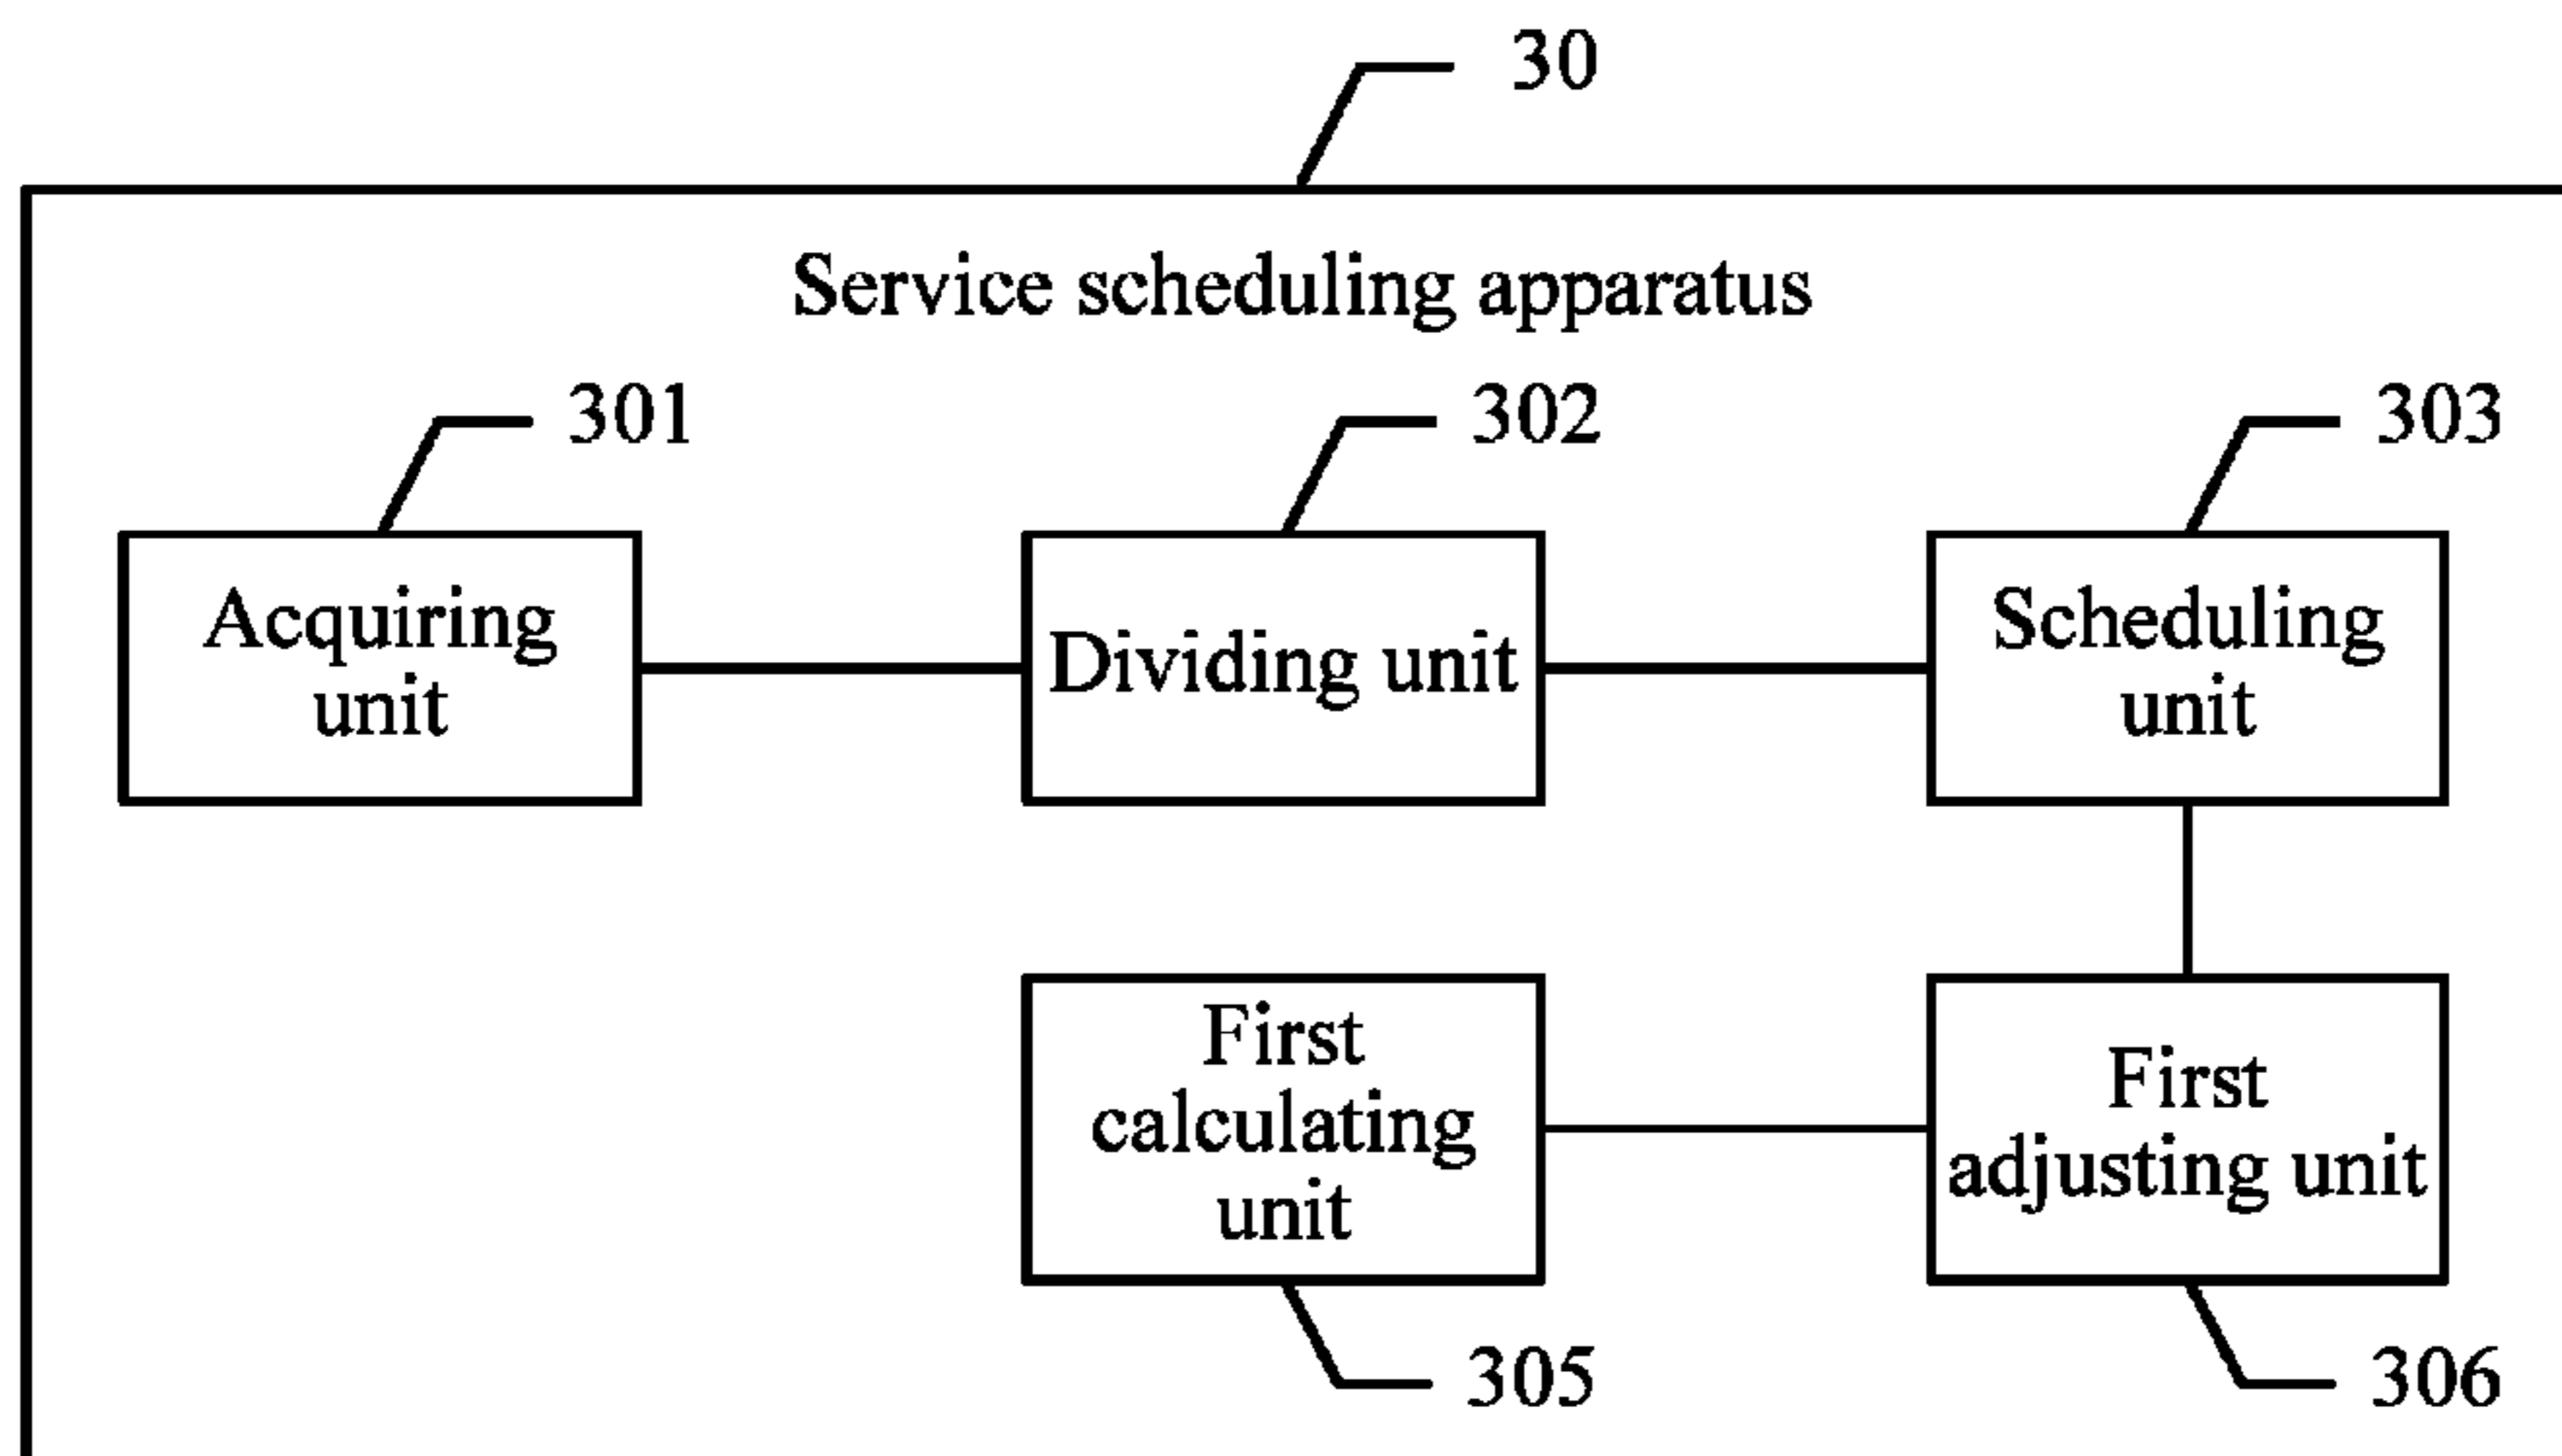 30
Service scheduling apparatus
301
302
303
Acquiring
unit
Dividing unit
Scheduling
unit
First
calculating
unit
First
adjusting unit
305
306